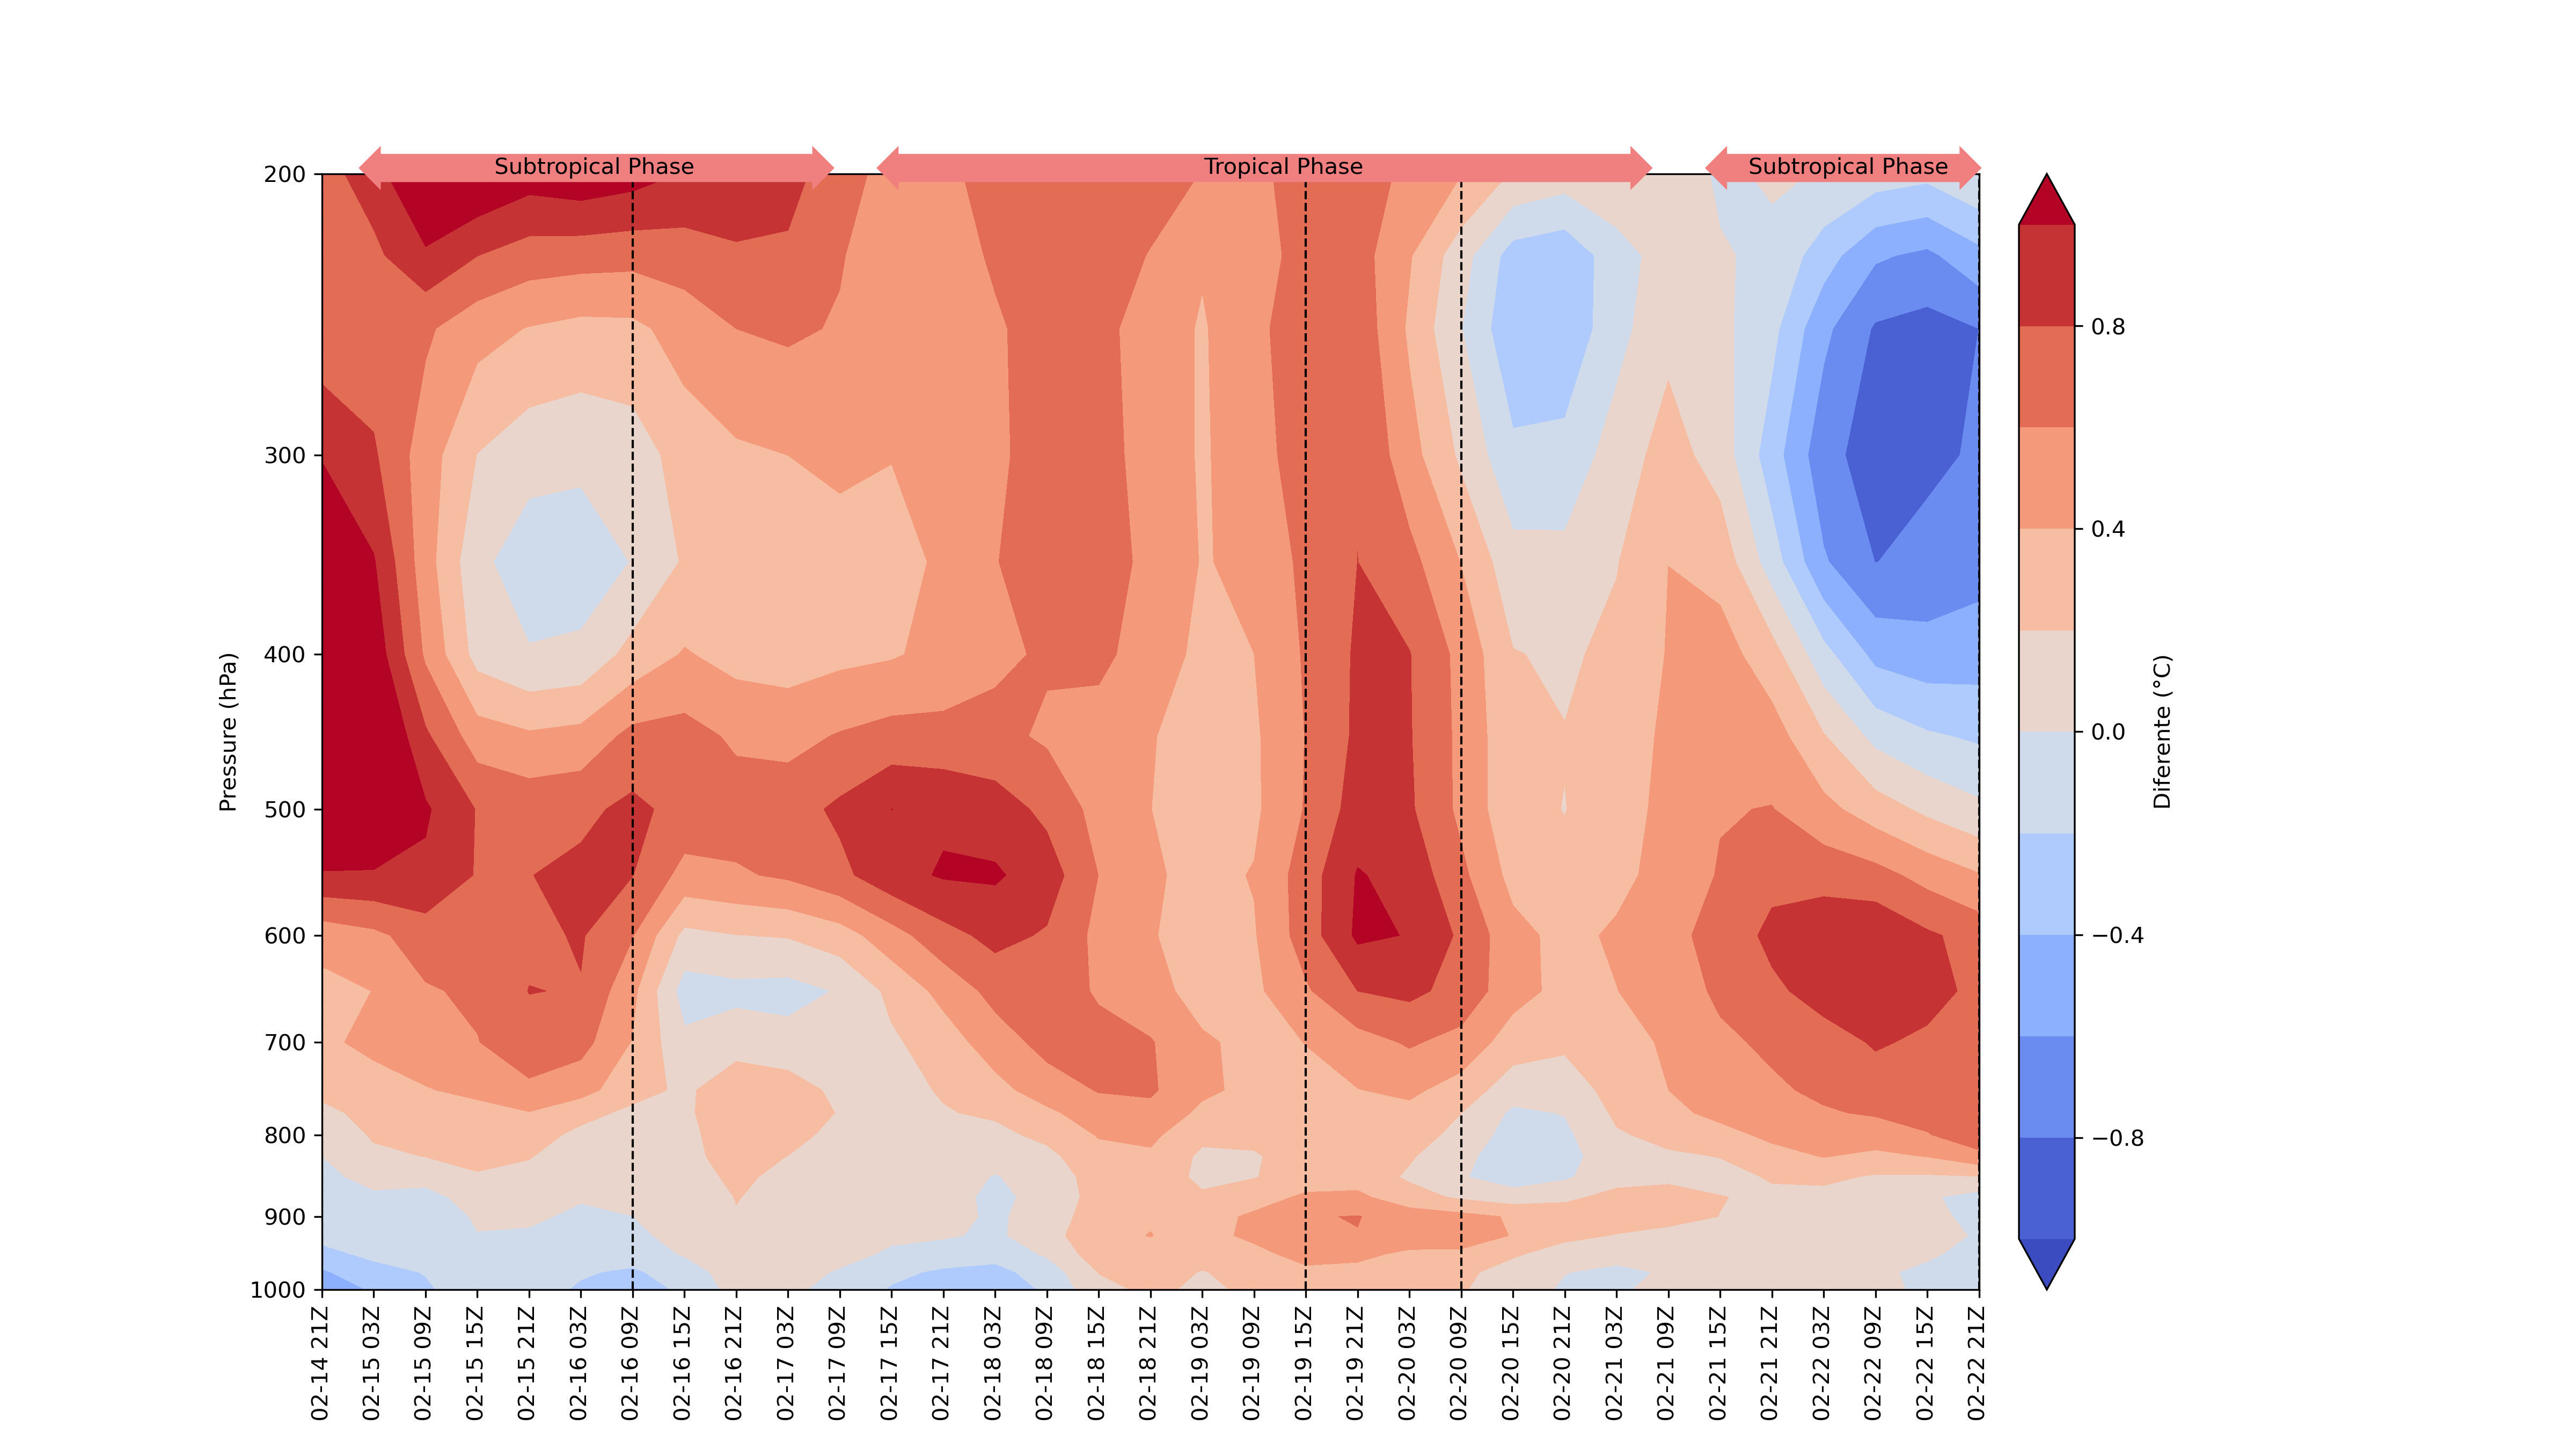 Subtropical Phase
Tropical Phase
Subtropical Phase
200
300
400
500
600
700
800
900
1000
Pressure (hPa)
02-14 21Z
02-15 03Z
02-15 09Z
02-15 15Z
02-15 21Z
02-16 03Z
02-16 09Z
02-16 15Z
02-16 21Z
02-17 03Z
02-17 09Z
02-17 15Z
02-17 21Z
02-18 03Z
02-18 09Z
02-18 15Z
02-18 21Z
02-19 03Z
02-19 09Z
02-19 15Z
02-19 21Z
02-20 03Z
02-20 09Z
02-20 15Z
02-20 21Z
02-21 03Z
02-21 09Z
02-21 15Z
02-21 21Z
02-22 03Z
02-22 09Z
02-22 15Z
02-22 21Z
0.8
0.4
0.0
−0.4
−0.8
Diferente (°C)